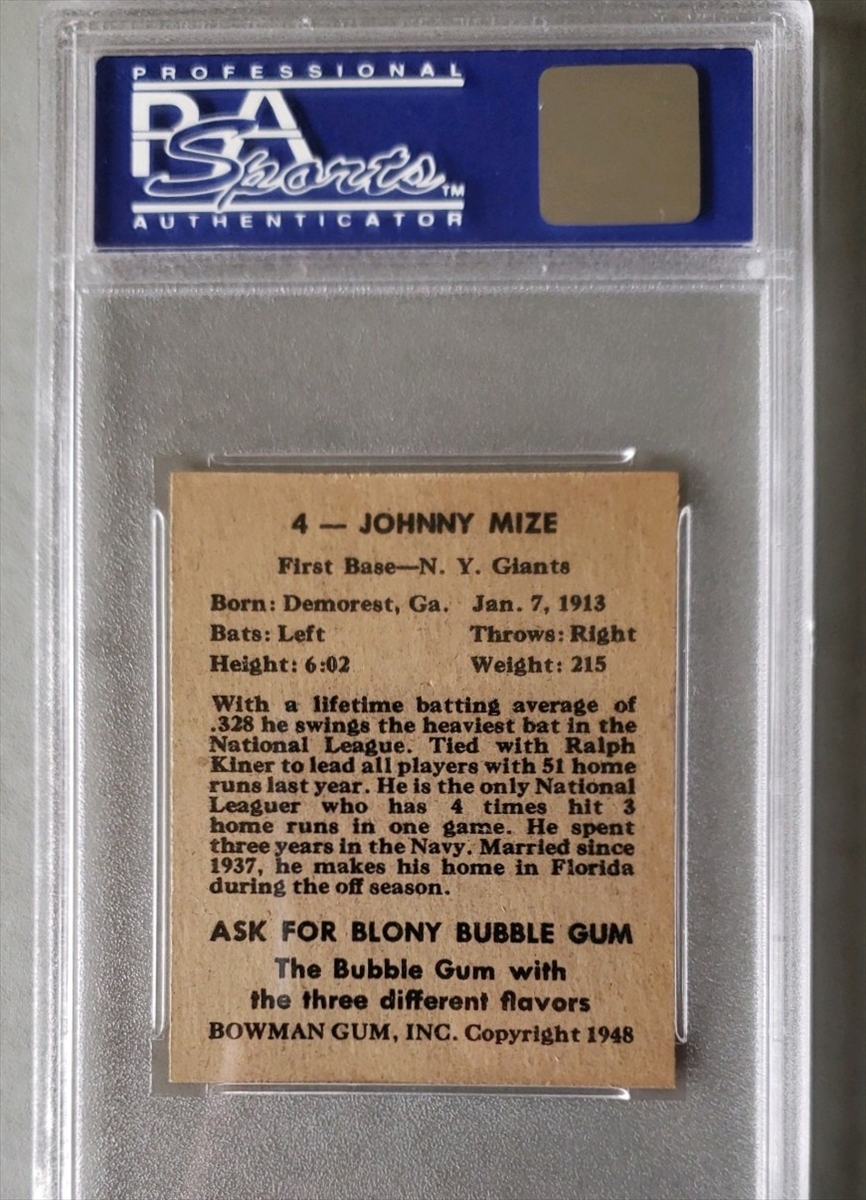 PROFESSIONAL
PSA
Sports TM
AUTHENTICATOR
4 — JOHNNY MIZE
First Base—N. Y. Giants
Born: Demorest, Ga. Jan. 7, 1913
Bats: Left Throws: Right
Height: 6:02 Weight: 215
With a lifetime batting average of
.328 he swings the heaviest bat in the
National League. Tied with Ralph
Kiner to lead all players with 51 home
runs last year. He is the only National
Leaguer who has 4 times hit 3
home runs in one game. He spent
three years in the Navy. Married since
1937, he makes his home in Florida
during the off season.
ASK FOR BLONY BUBBLE GUM
The Bubble Gum with
the three different flavors
BOWMAN GUM, INC. Copyright 1948